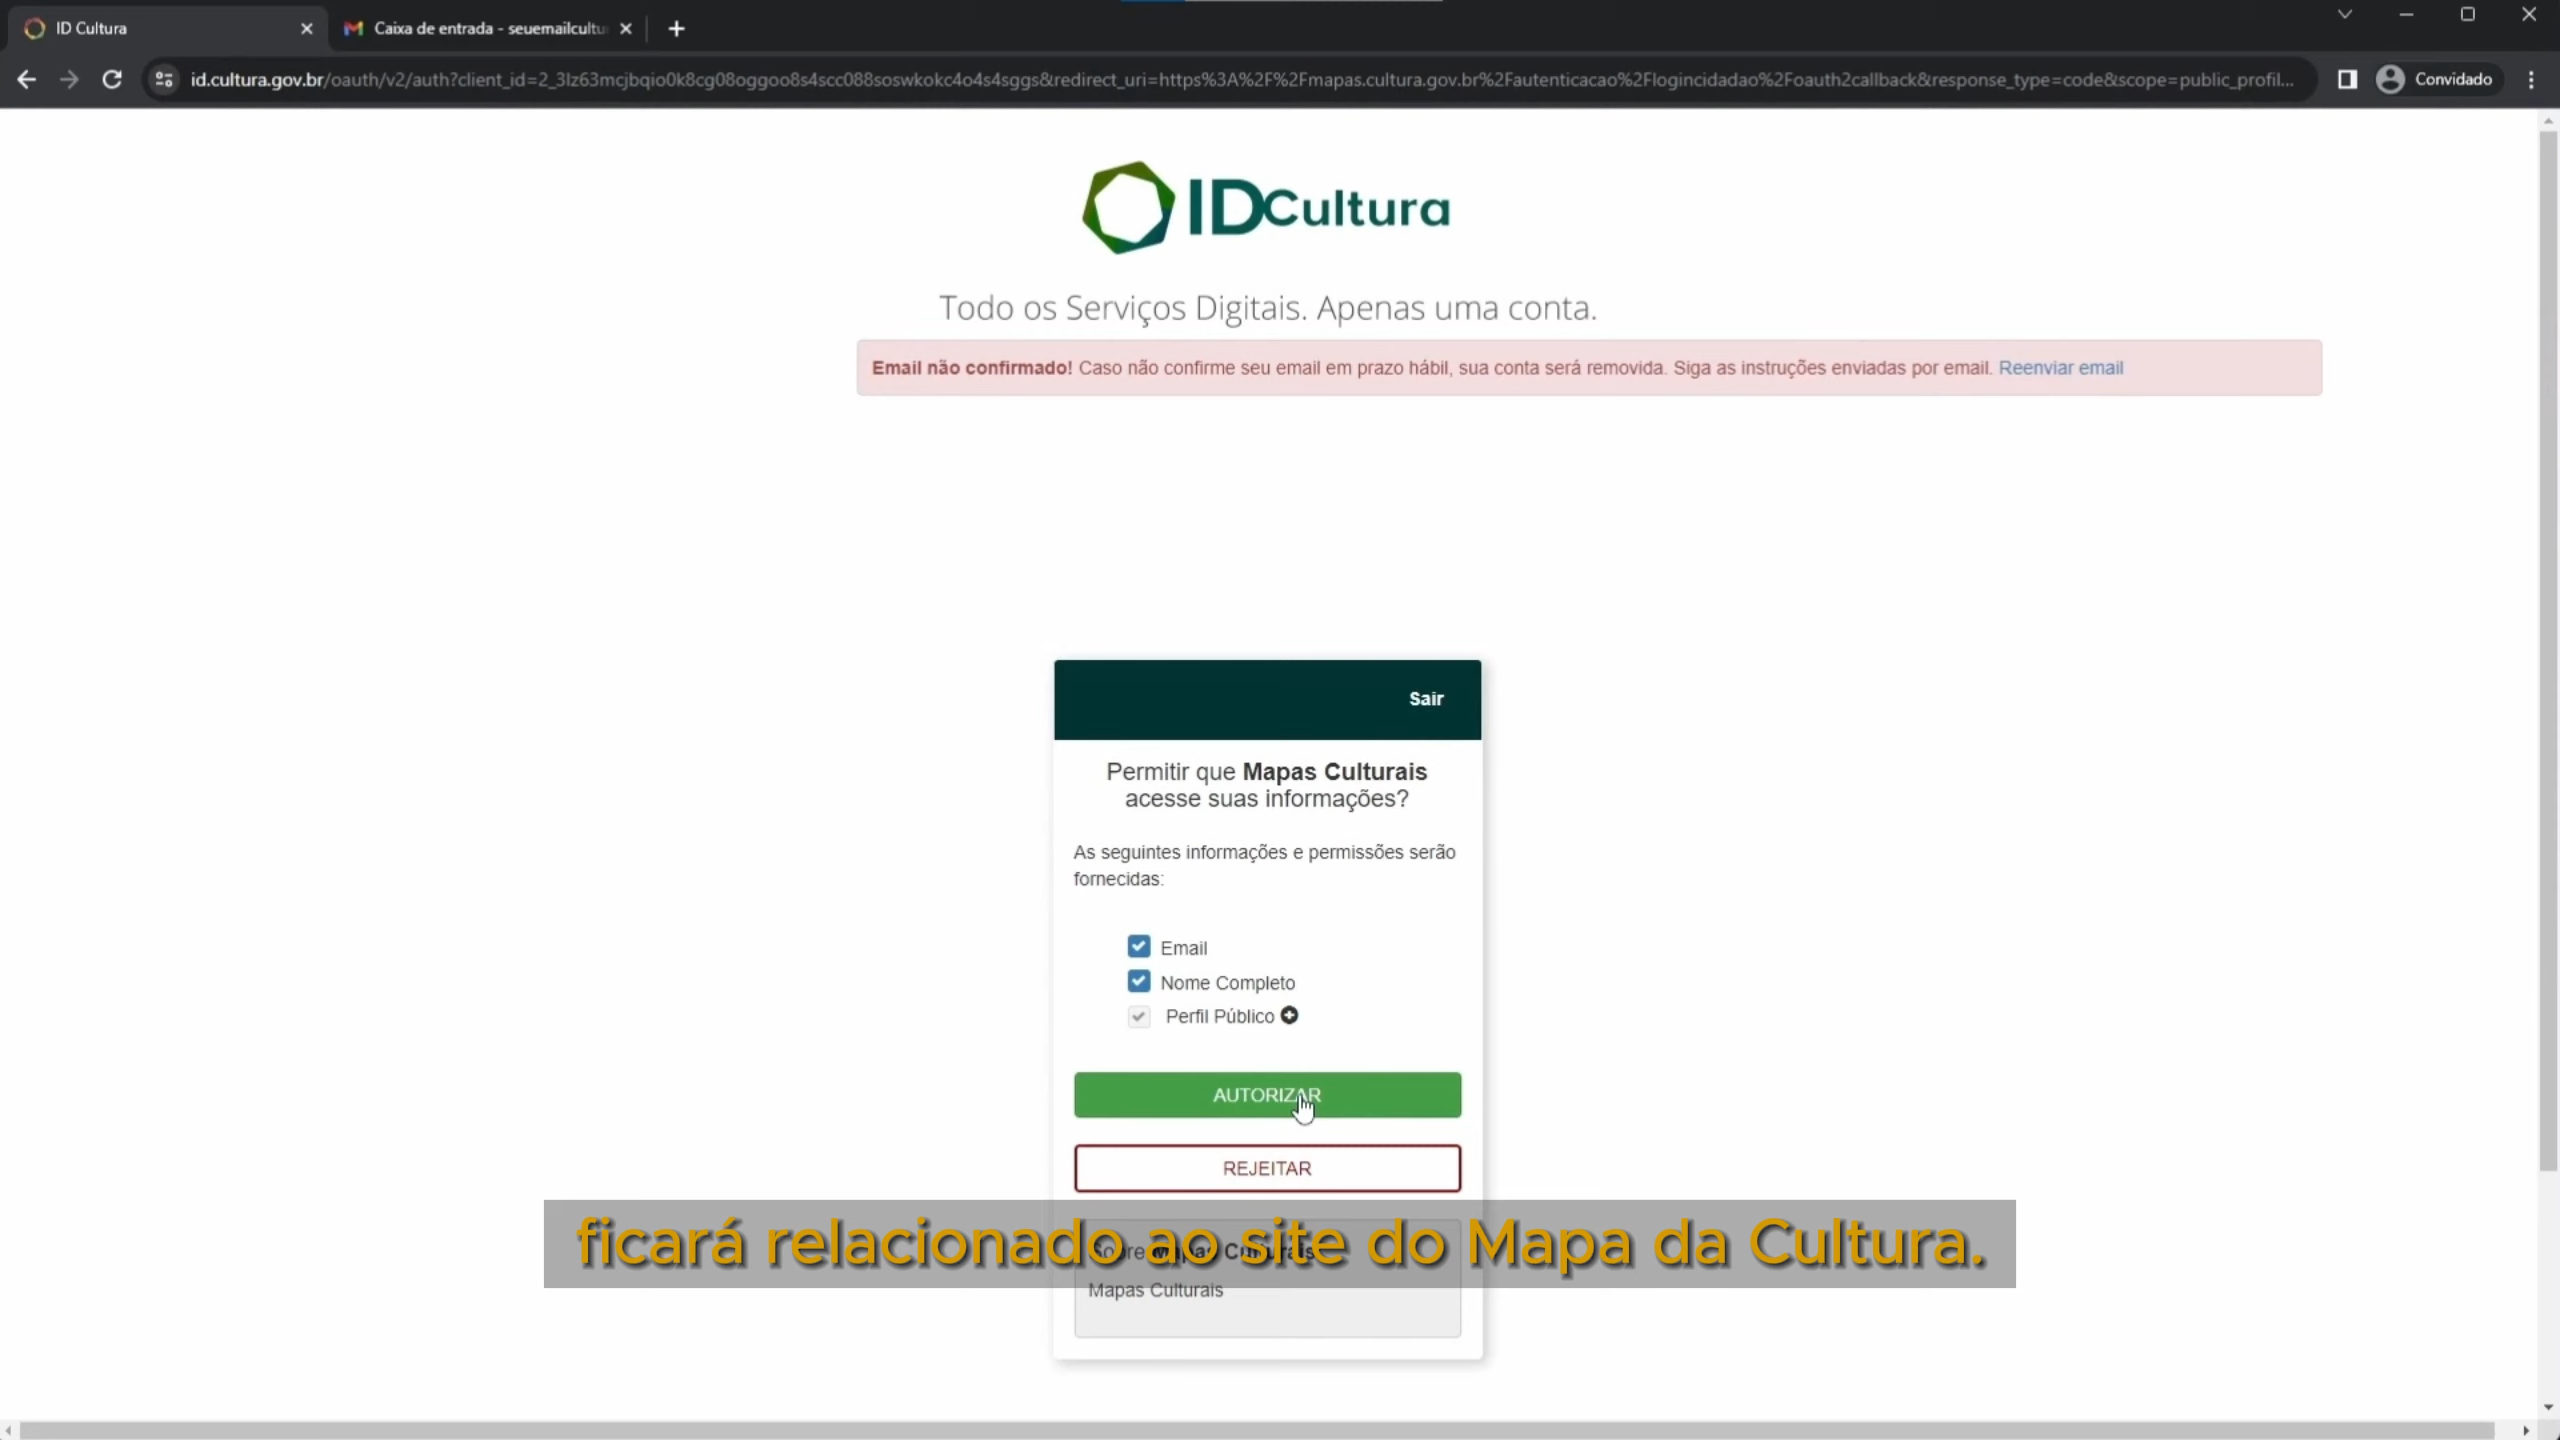 ID Cultura
Caixa de entrada - seuemailcultu
id.cultura.gov.br/oauth/v2/auth?client_id=2_3lz63mcjbqio0k8cg08oggoo8s4scc088soswkokc4o4s4sggs&redirect_uri=https%3A%2F%2Fmapas.cultura.gov.br%2Fautenticacao%2Flogincidadao%2Foauth2callback&response_type=code&scope=public_profil...
Convidado
IDCultura
Todo os Serviços Digitais. Apenas uma conta.
Email não confirmado! Caso não confirme seu email em prazo hábil, sua conta será removida. Siga as instruções enviadas por email. Reenviar email
Sair
Permitir que Mapas Culturais
acesse suas informações?
As seguintes informações e permissões serão
fornecidas:
Email
Nome Completo
Perfil Público
AUTORIZAR
REJEITAR
ficará relacionado ao site do Mapa da Cultura.
Sobre Mapas Culturais
Mapas Culturais